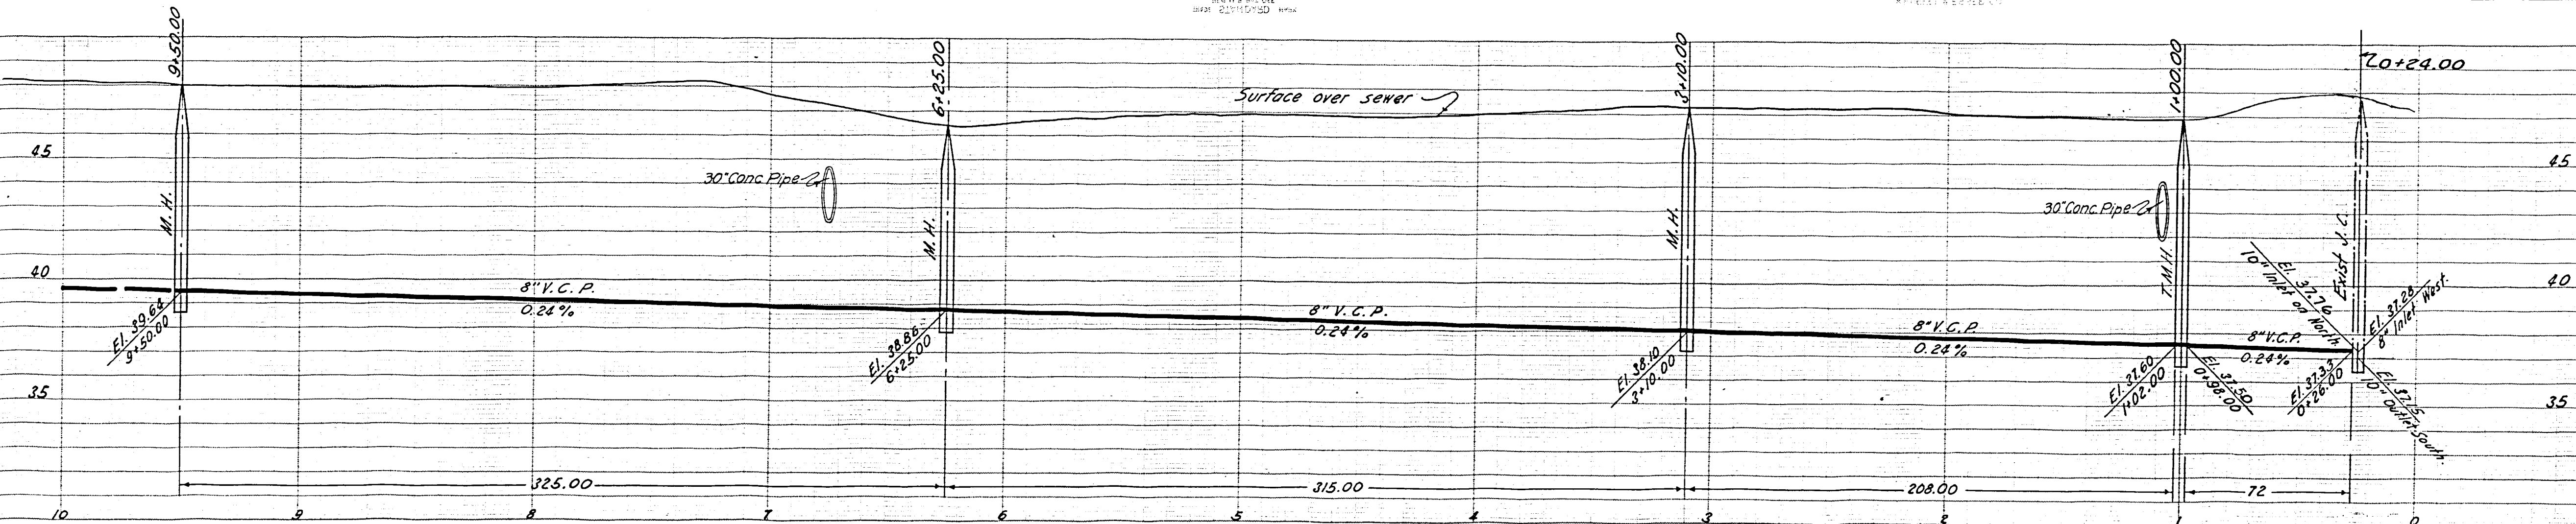 9+50.00
6+25.00
3+10.00
1+00.00
0+24.00
Surface over sewer
45
45
30" Conc. Pipe
30" Conc. Pipe
M.H.
M.H.
M.H.
T.M.H.
Exist J.C.
40
40
8" V.C.P.
0.24%
8" V.C.P.
0.24%
8" V.C.P.
0.24%
8" V.C.P.
0.24%
El. 39.64
9+50.00
El. 38.86
6+25.00
El. 38.10
3+10.00
El. 37.60
1+02.00
El. 37.50
0+98.00
El. 37.33
0+26.00
El. 37.76
10" Inlet on North.
El. 37.28
8" Inlet West.
El. 37.15
10" Outlet South.
35
35
325.00
315.00
208.00
72
10
9
8
7
6
5
4
3
2
1
0